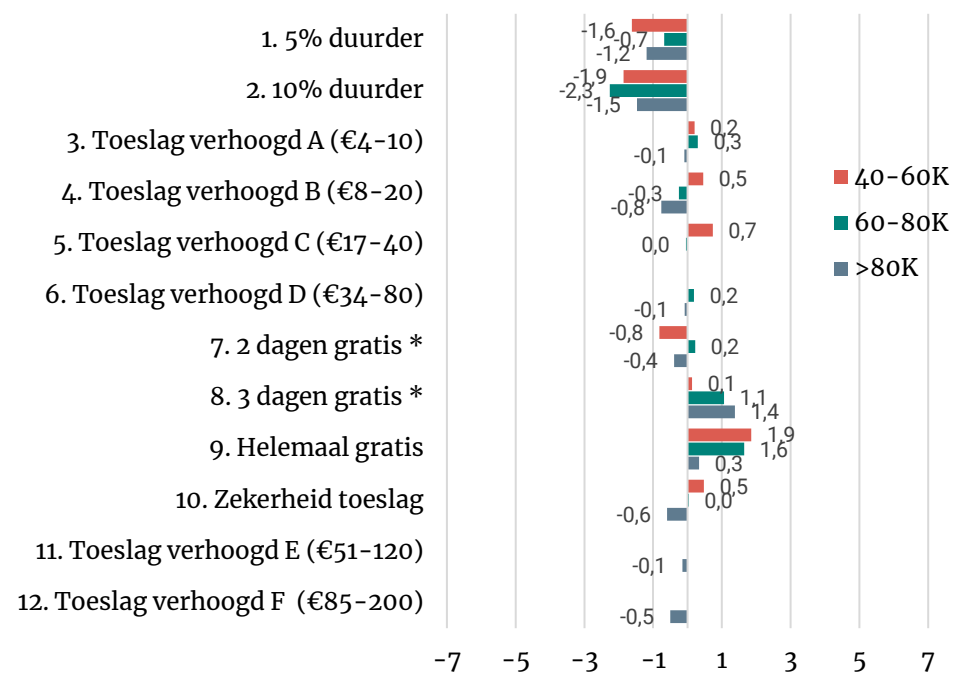 1. 5% duurder
-1,6
-0,7
-1,2
2. 10% duurder
-1,9
-2,3
-1,5
3. Toeslag verhoogd A (€4-10)
0,2
0,3
-0,1
4. Toeslag verhoogd B (€8-20)
0,5
-0,3
-0,8
5. Toeslag verhoogd C (€17-40)
0,7
0,0
6. Toeslag verhoogd D (€34-80)
0,2
-0,1
7. 2 dagen gratis *
-0,8
0,2
-0,4
8. 3 dagen gratis *
0,1
1,1
1,4
9. Helemaal gratis
1,9
1,6
0,3
10. Zekerheid toeslag
0,5
0,0
-0,6
11. Toeslag verhoogd E (€51-120)
-0,1
12. Toeslag verhoogd F (€85-200)
-0,5
40-60K
60-80K
>80K
-7 -5 -3 -1 1 3 5 7